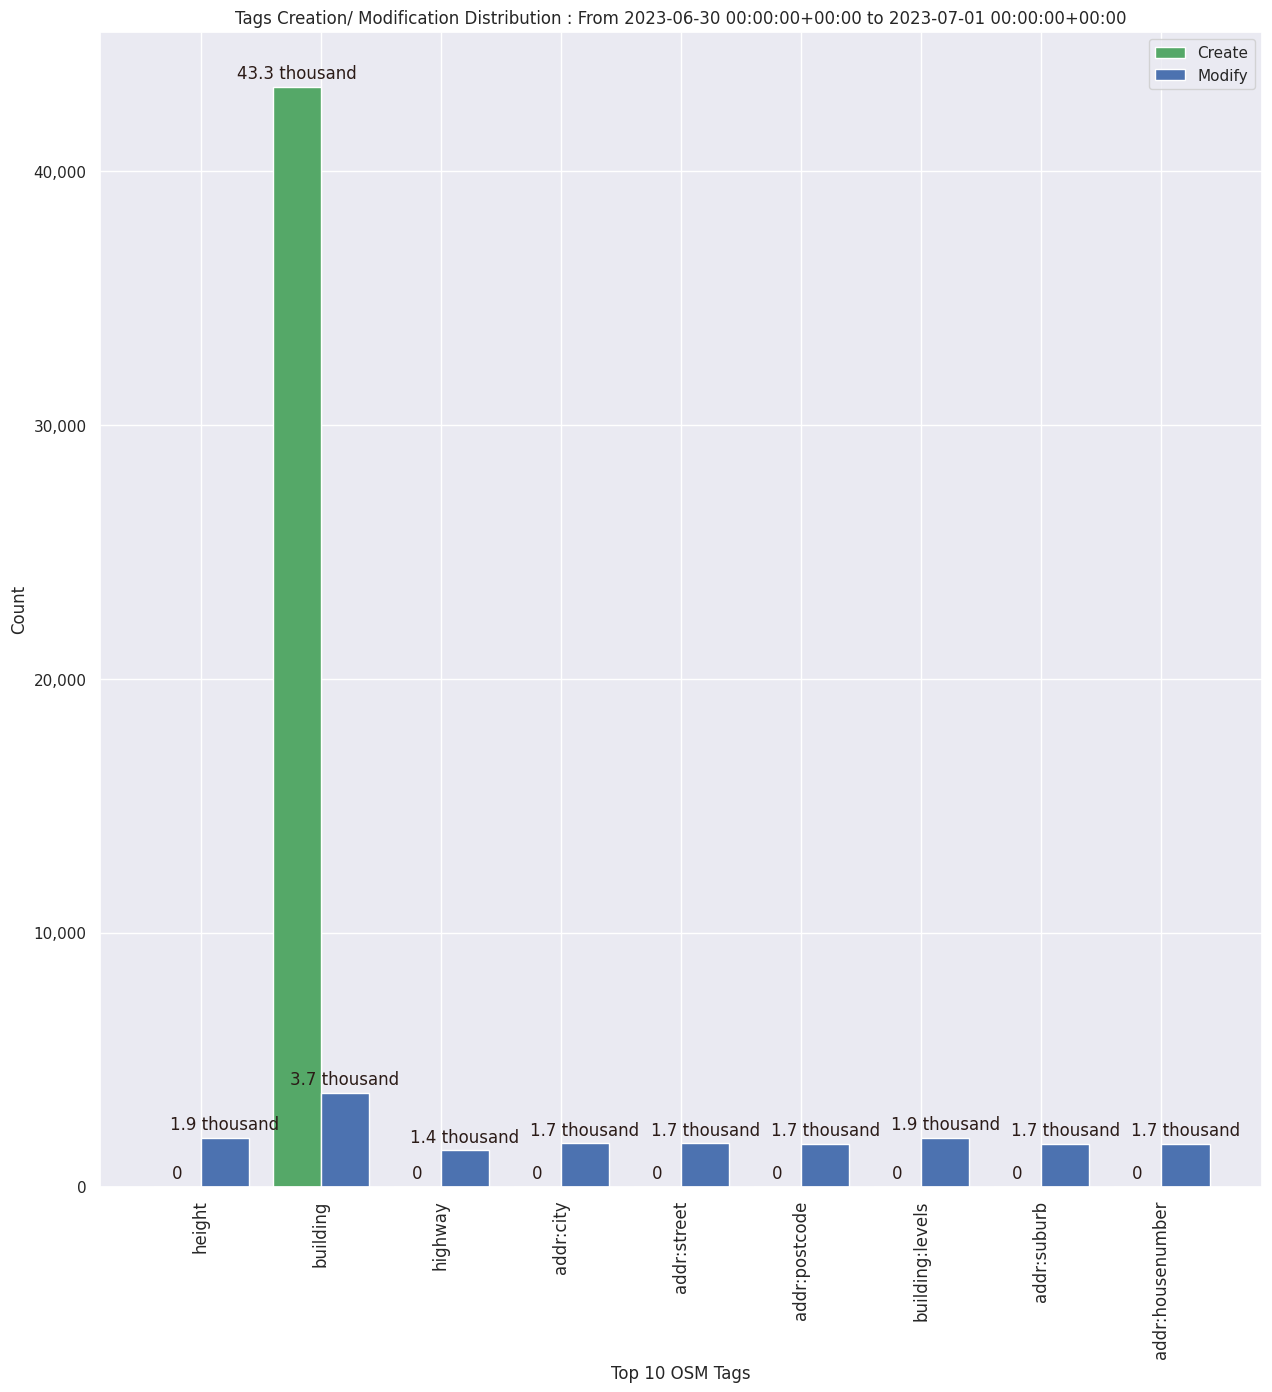 Tags Creation/ Modification Distribution : From 2023-06-30 00:00:00+00:00 to 2023-07-01 00:00:00+00:00
Create
Modify
43.3 thousand
40,000
30,000
Count
20,000
10,000
3.7 thousand
1.9 thousand
1.4 thousand
1.7 thousand
1.7 thousand
1.7 thousand
1.9 thousand
1.7 thousand
1.7 thousand
0
0
0
0
0
0
0
0
0
height
building
highway
addr:city
addr:street
addr:postcode
building:levels
addr:suburb
addr:housenumber
Top 10 OSM Tags